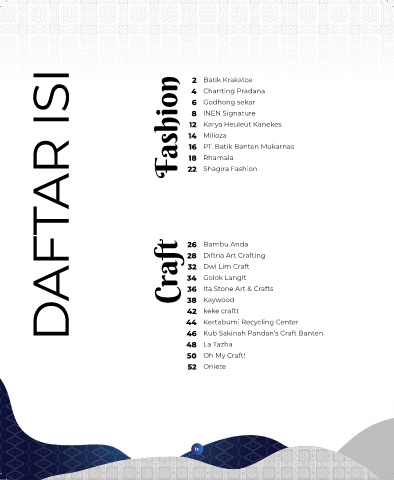 DAFTAR ISI
Fashion
2 Batik Krakatoa
4 Chanting Pradana
6 Godhong sekar
8 INEN Signature
12 Karya Heuleut Kanekes
14 Milloza
16 PT. Batik Banten Mukarnas
18 Rhamala
22 Shagira Fashion
Craft
26 Bambu Anda
28 Diftria Art Crafting
32 Dwi Lim Craft
34 Golok Langit
36 Ita Stone Art & Crafts
38 Kaywood
42 keke craftt
44 Kertabumi Recycling Center
46 Kub Sakinah Pandan's Craft Banten
48 La Tazha
50 Oh My Craft!
52 Oniete